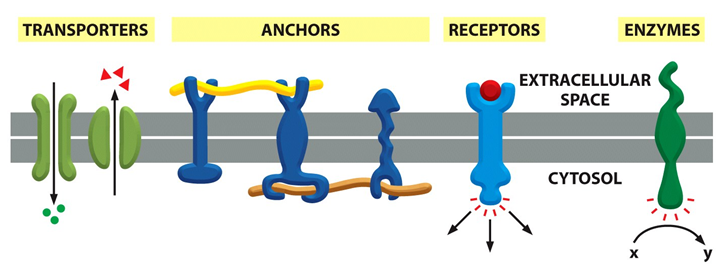 TRANSPORTERS
ANCHORS
RECEPTORS
ENZYMES
EXTRACELLULAR
SPACE
CYTOSOL
x
y